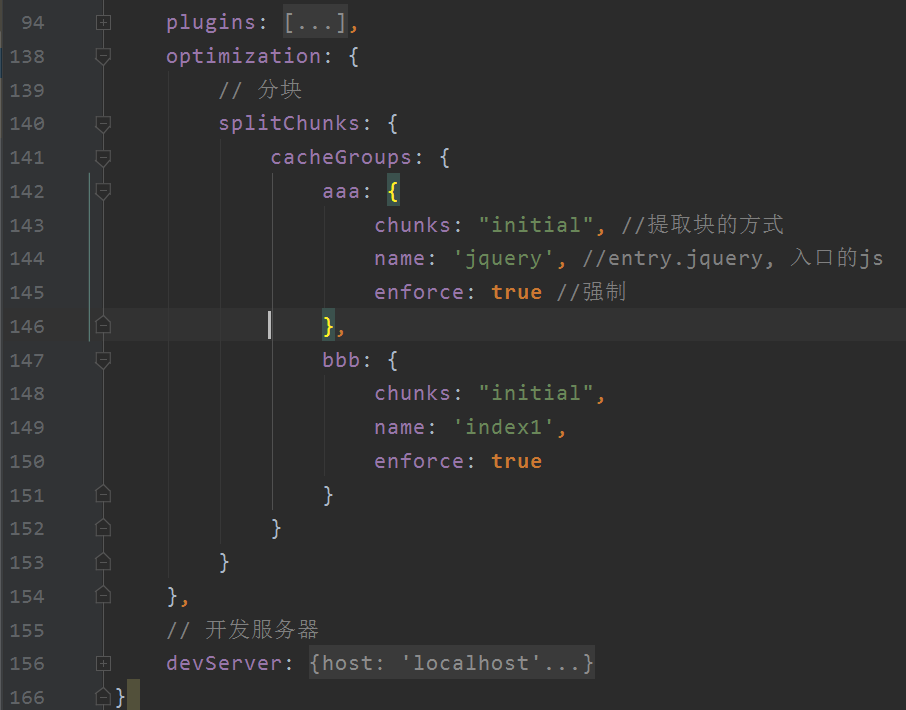 94 plugins: [...],
138 optimization: {
139 // 分块
140 splitChunks: {
141 cacheGroups: {
142 aaa: {
143 chunks: "initial", //提取块的方式
144 name: 'jquery', //entry.jquery, 入口的js
145 enforce: true //强制
146 },
147 bbb: {
148 chunks: "initial",
149 name: 'index1',
150 enforce: true
151 }
152 }
153 }
154 },
155 // 开发服务器
156 devServer: {host: 'localhost'...}
166 }